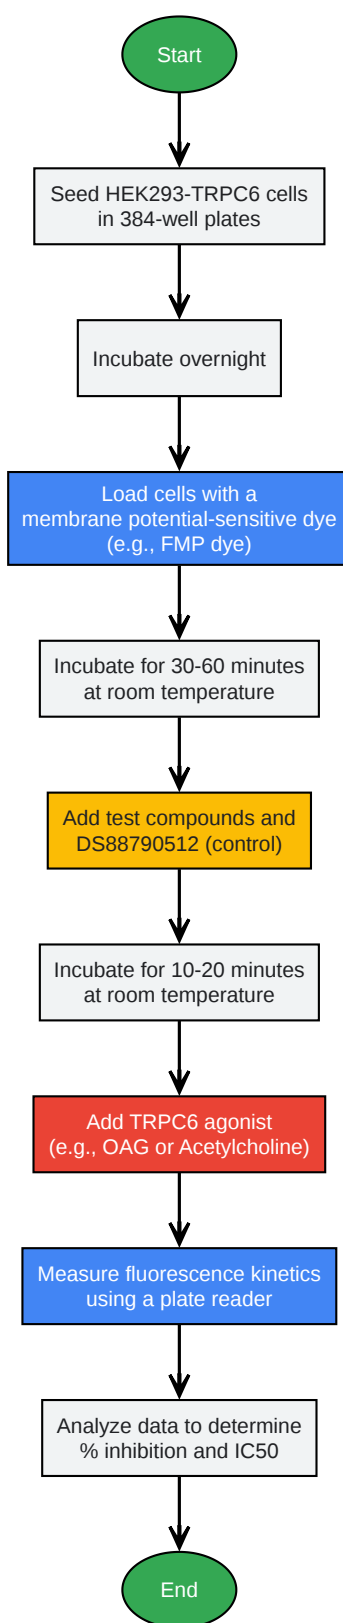 Start
Seed HEK293-TRPC6 cells
in 384-well plates
Incubate overnight
Load cells with a
membrane potential-sensitive dye
(e.g., FMP dye)
Incubate for 30-60 minutes
at room temperature
Add test compounds and
DS88790512 (control)
Incubate for 10-20 minutes
at room temperature
Add TRPC6 agonist
(e.g., OAG or Acetylcholine)
Measure fluorescence kinetics
using a plate reader
Analyze data to determine
% inhibition and IC50
End